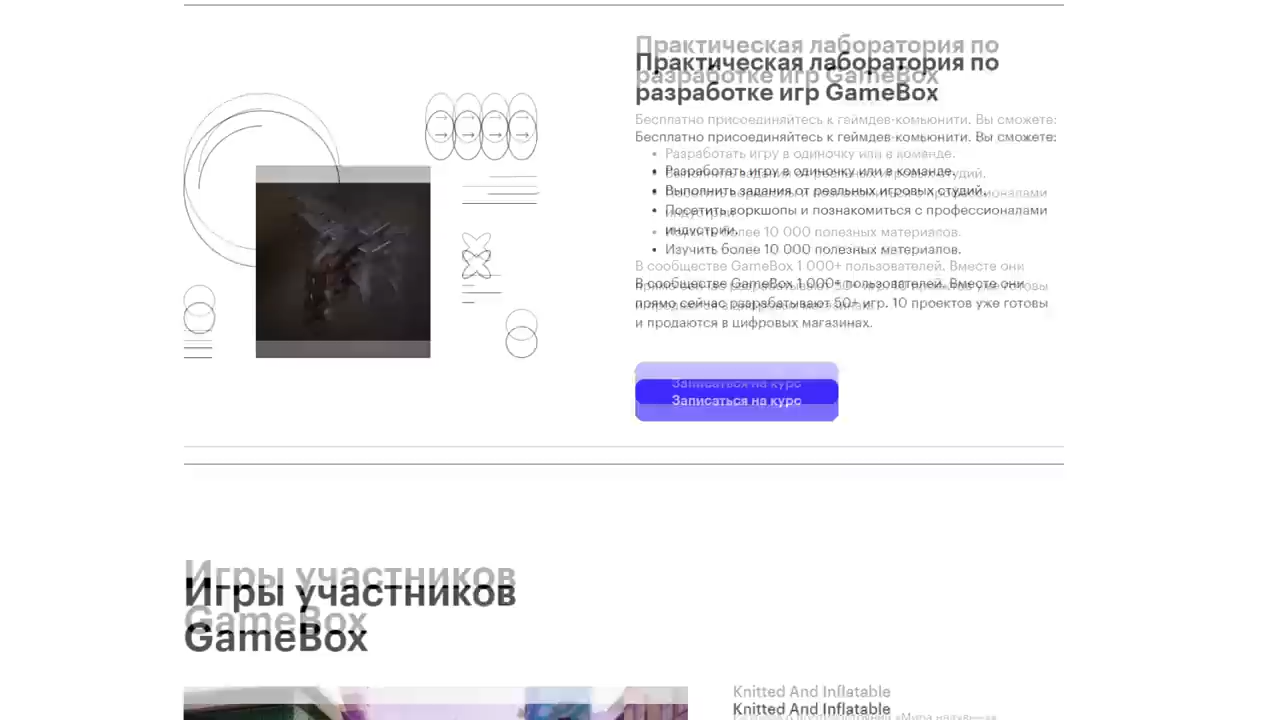 Практическая лаборатория по
разработке игр GameBox
Бесплатно присоединяйтесь к геймдев-комьюнити. Вы сможете:
• Разработать игру в одиночку или в команде.
• Выполнить задания от реальных игровых студий.
• Посетить воркшопы и познакомиться с профессионалами
индустрии.
• Изучить более 10 000 полезных материалов.
В сообществе GameBox 1 000+ пользователей. Вместе они
прямо сейчас разрабатывают 50+ игр. 10 проектов уже готовы
и продаются в цифровых магазинах.
Записаться на курс
Игры участников
GameBox
Knitted And Inflatable
«Мира